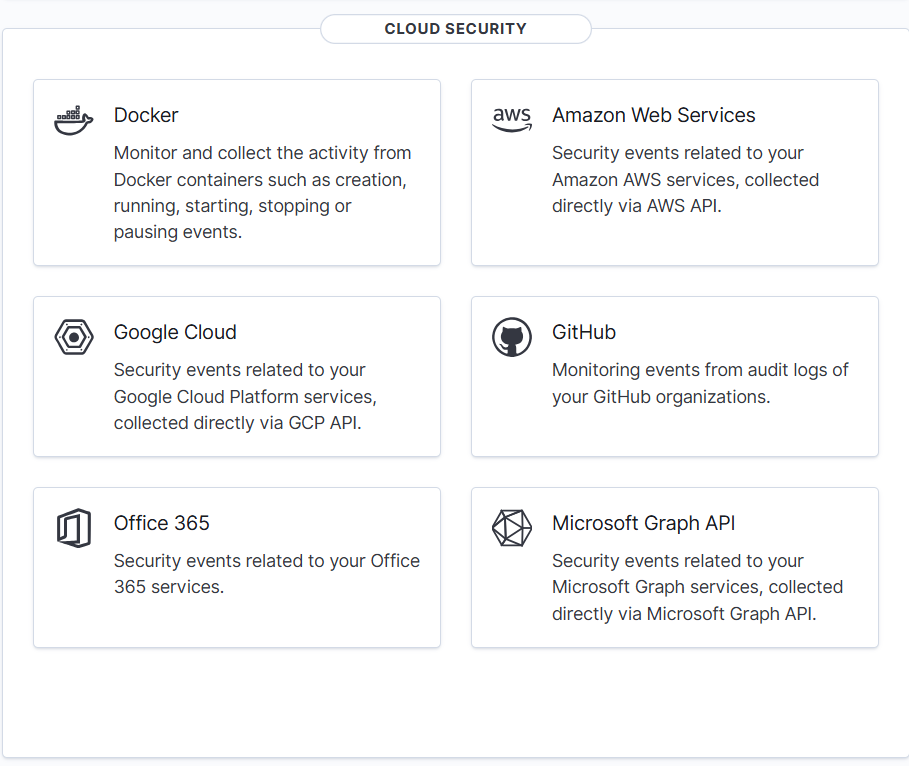 CLOUD SECURITY
Docker
Monitor and collect the activity from
Docker containers such as creation,
running, starting, stopping or
pausing events.
aws
Amazon Web Services
Security events related to your
Amazon AWS services, collected
directly via AWS API.
Google Cloud
Security events related to your
Google Cloud Platform services,
collected directly via GCP API.
GitHub
Monitoring events from audit logs of
your GitHub organizations.
Office 365
Security events related to your Office
365 services.
Microsoft Graph API
Security events related to your
Microsoft Graph services, collected
directly via Microsoft Graph API.